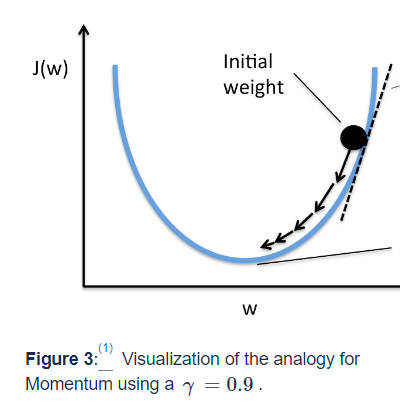 Initial
J(w)
weight
w
(1)
Figure 3:  Visualization of the analogy for
Momentum using a γ = 0.9 .